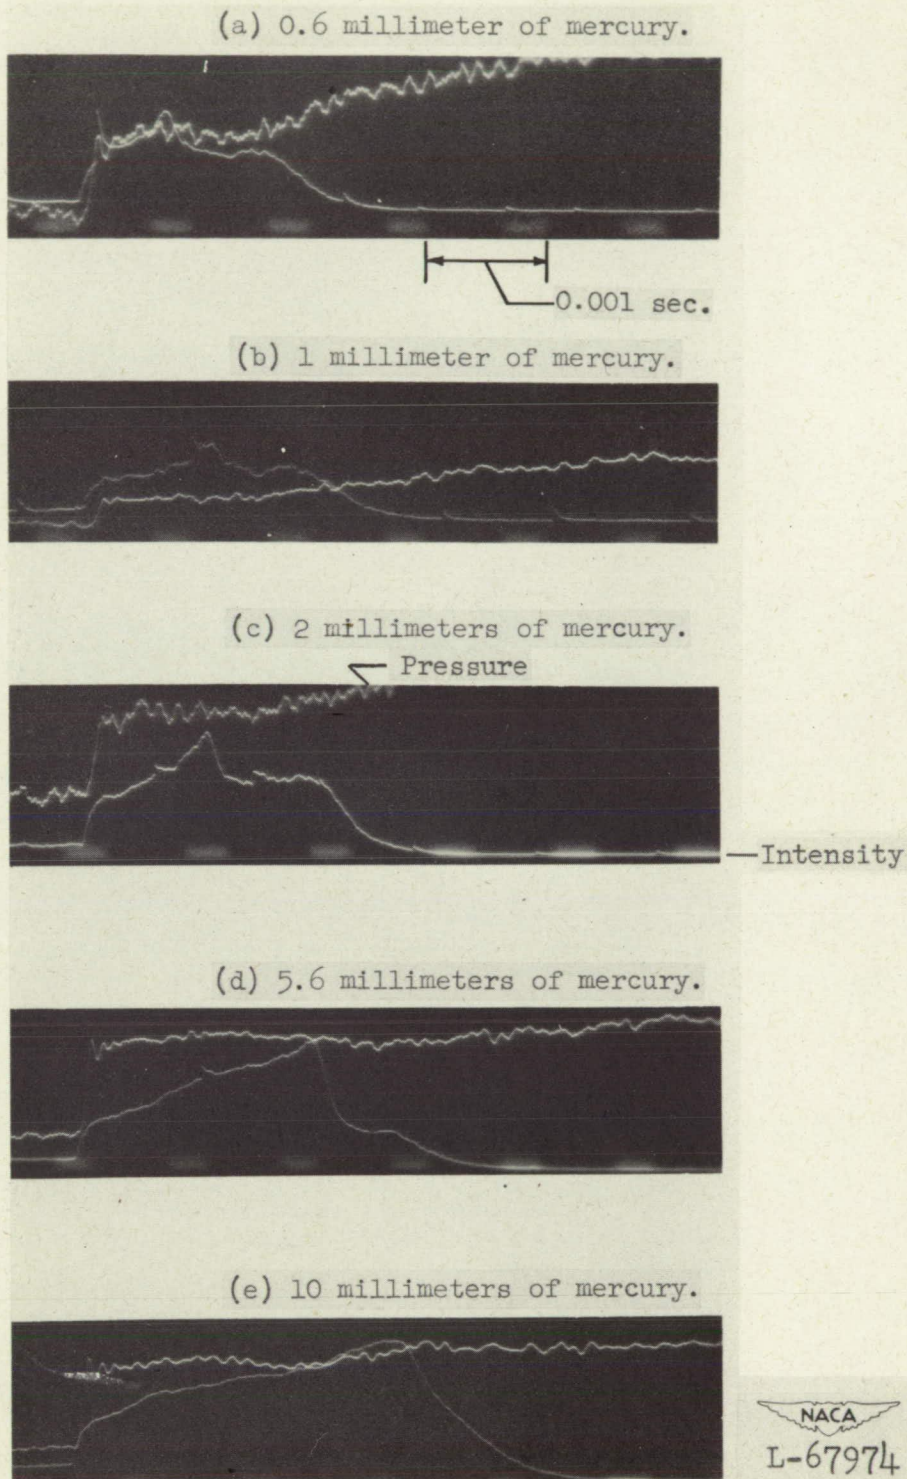 (a) 0.6 millimeter of mercury.
0.001 sec.
(b) 1 millimeter of mercury.
(c) 2 millimeters of mercury.
Pressure
Intensity
(d) 5.6 millimeters of mercury.
(e) 10 millimeters of mercury.
NACA
L-67974